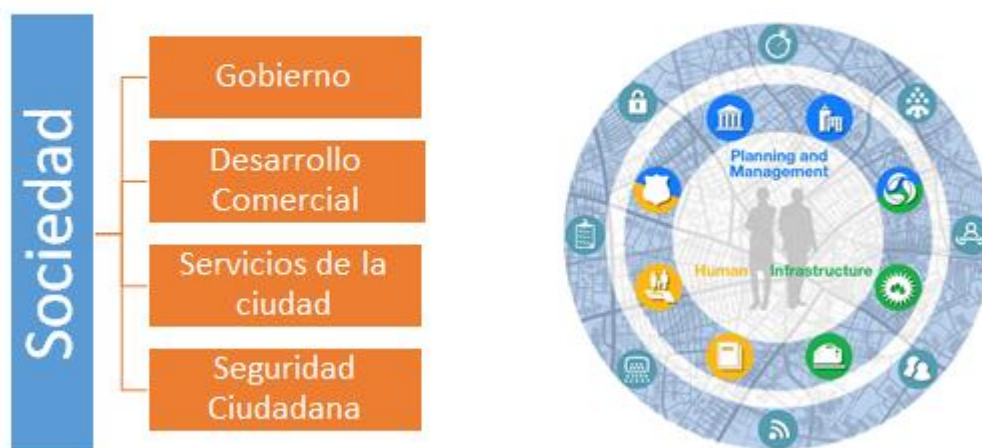 Sociedad
Gobierno
Desarrollo
Comercial
Servicios de la
ciudad
Seguridad
Ciudadana
Planning and
Management
Human
Infrastructure